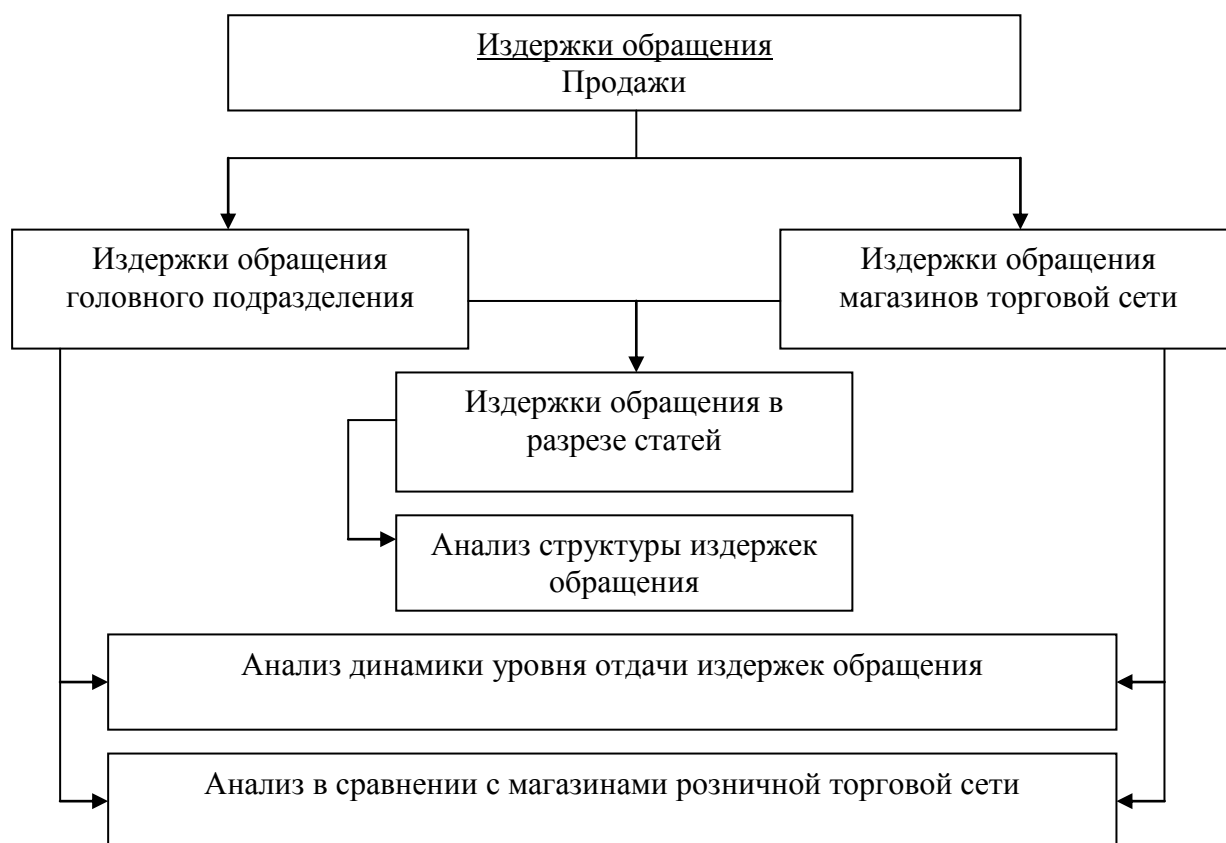 Издержки обращения
Продажи
Издержки обращения
головного подразделения
Издержки обращения
магазинов торговой сети
Издержки обращения в
разрезе статей
Анализ структуры издержек
обращения
Анализ динамики уровня отдачи издержек обращения
Анализ в сравнении с магазинами розничной торговой сети